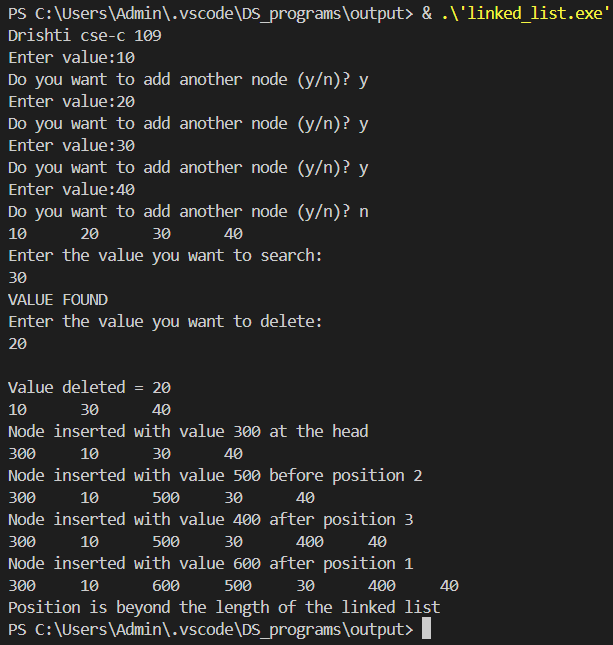 PS C:\Users\Admin\.vscode\DS_programs\output> & .\'linked_list.exe'
Drishti cse-c 109
Enter value:10
Do you want to add another node (y/n)? y
Enter value:20
Do you want to add another node (y/n)? y
Enter value:30
Do you want to add another node (y/n)? y
Enter value:40
Do you want to add another node (y/n)? n
10      20      30      40
Enter the value you want to search:
30
VALUE FOUND
Enter the value you want to delete:
20

Value deleted = 20
10      30      40
Node inserted with value 300 at the head
300     10      30      40
Node inserted with value 500 before position 2
300     10      500     30      40
Node inserted with value 400 after position 3
300     10      500     30      400     40
Node inserted with value 600 after position 1
300     10      600     500     30      400     40
Position is beyond the length of the linked list
PS C:\Users\Admin\.vscode\DS_programs\output>